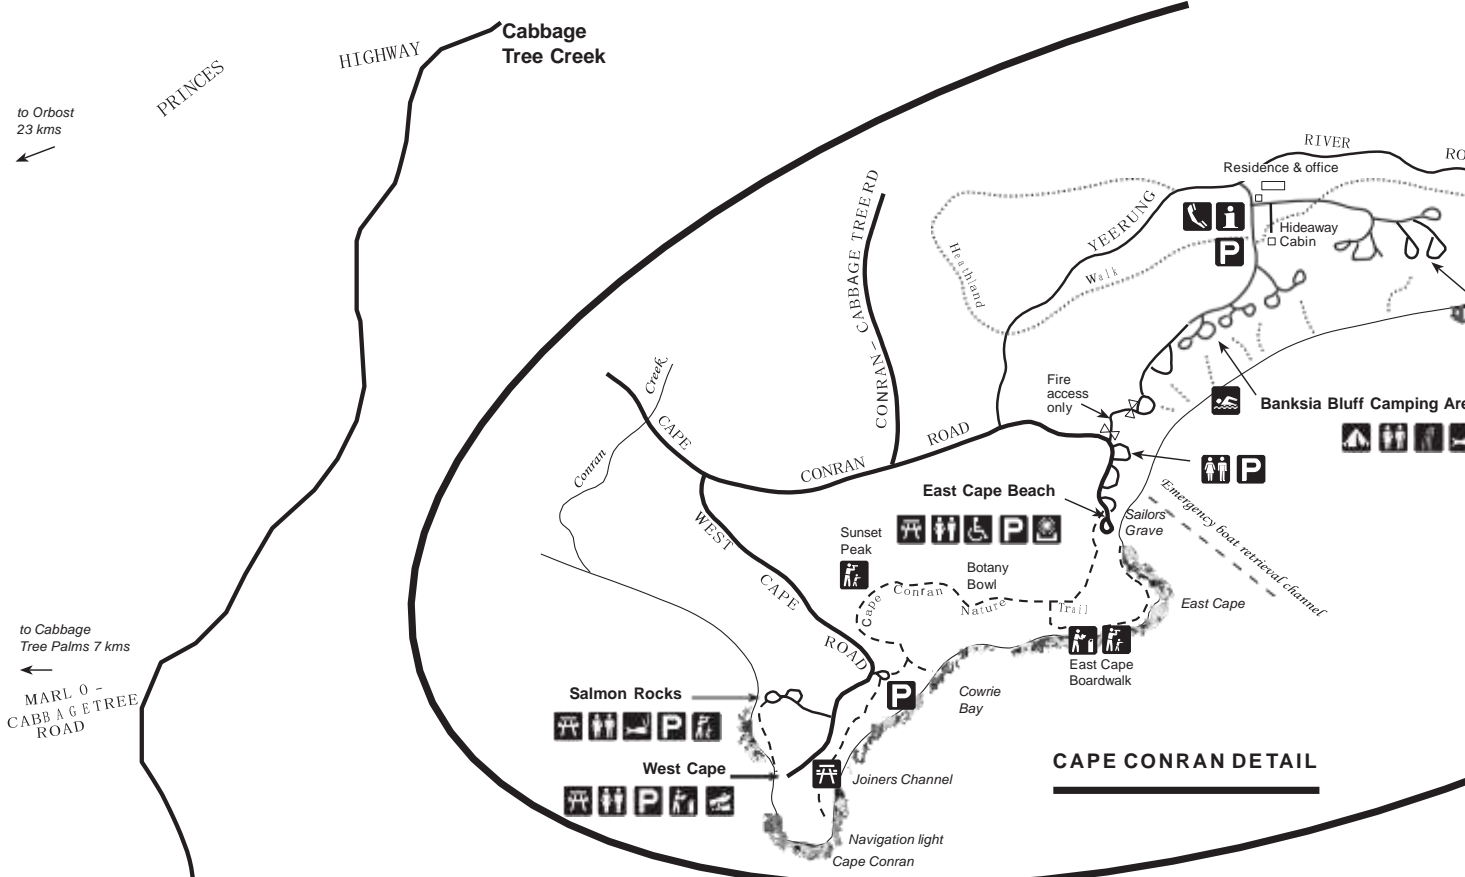 Cabbage
Tree Creek
PRINCES
HIGHWAY
to Orbost
23 kms
RIVER
RO
Residence & office
CONRAN – CABBAGE TREE RD
YEERUNG
Hideaway
Cabin
Heathland
Walk
P
Creek
Fire
access
only
Banksia Bluff Camping Are
CAPE
CONRAN
ROAD
Conran
P
East Cape Beach
Emergency boat retrieval channel
Sailors
Grave
P
WEST
CAPE
ROAD
Sunset
Peak
Botany
Bowl
Cape Conran Nature Trail
East Cape
to Cabbage
Tree Palms 7 kms
MARLO –
CABBAGETREE
ROAD
East Cape
Boardwalk
Salmon Rocks
P
P
Cowrie
Bay
West Cape
P
Joiners Channel
CAPE CONRAN DETAIL
Navigation light
Cape Conran